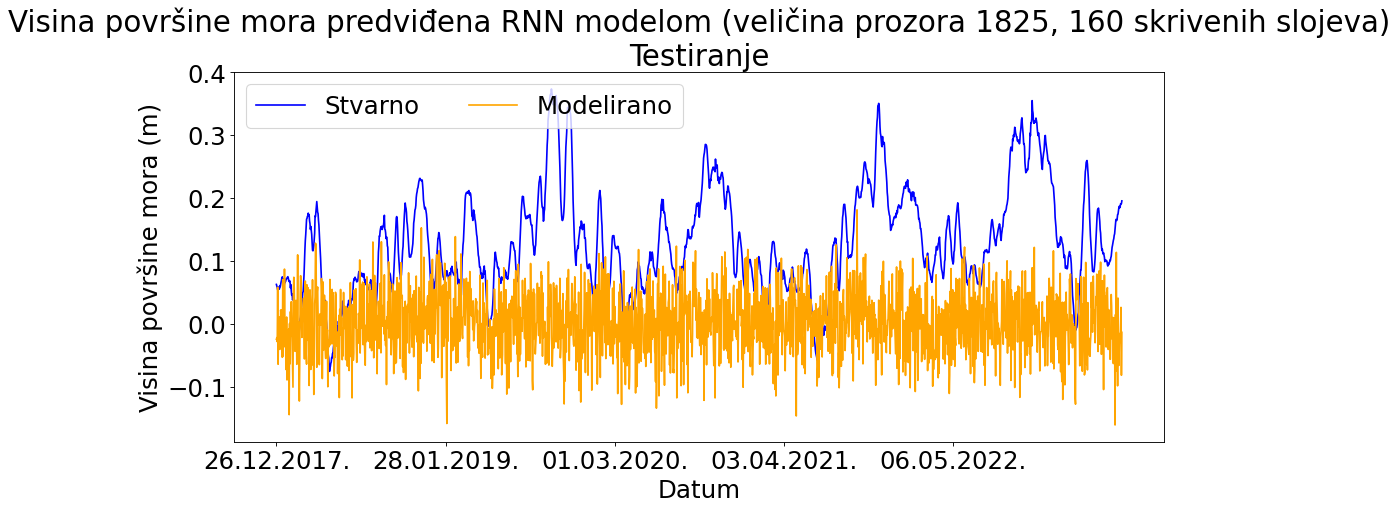 Visina površine mora predviđena RNN modelom (veličina prozora 1825, 160 skrivenih slojeva)
Testiranje
Stvarno Modelirano
Visina površine mora (m)
0.4
0.3
0.2
0.1
0.0
−0.1
26.12.2017. 28.01.2019. 01.03.2020. 03.04.2021. 06.05.2022.
Datum